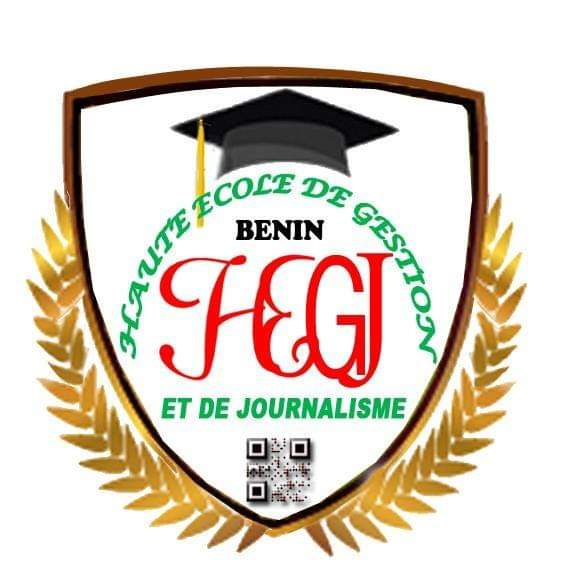 HAUTE ECOLE DE GESTION
BENIN
HEGJ
ET DE JOURNALISME